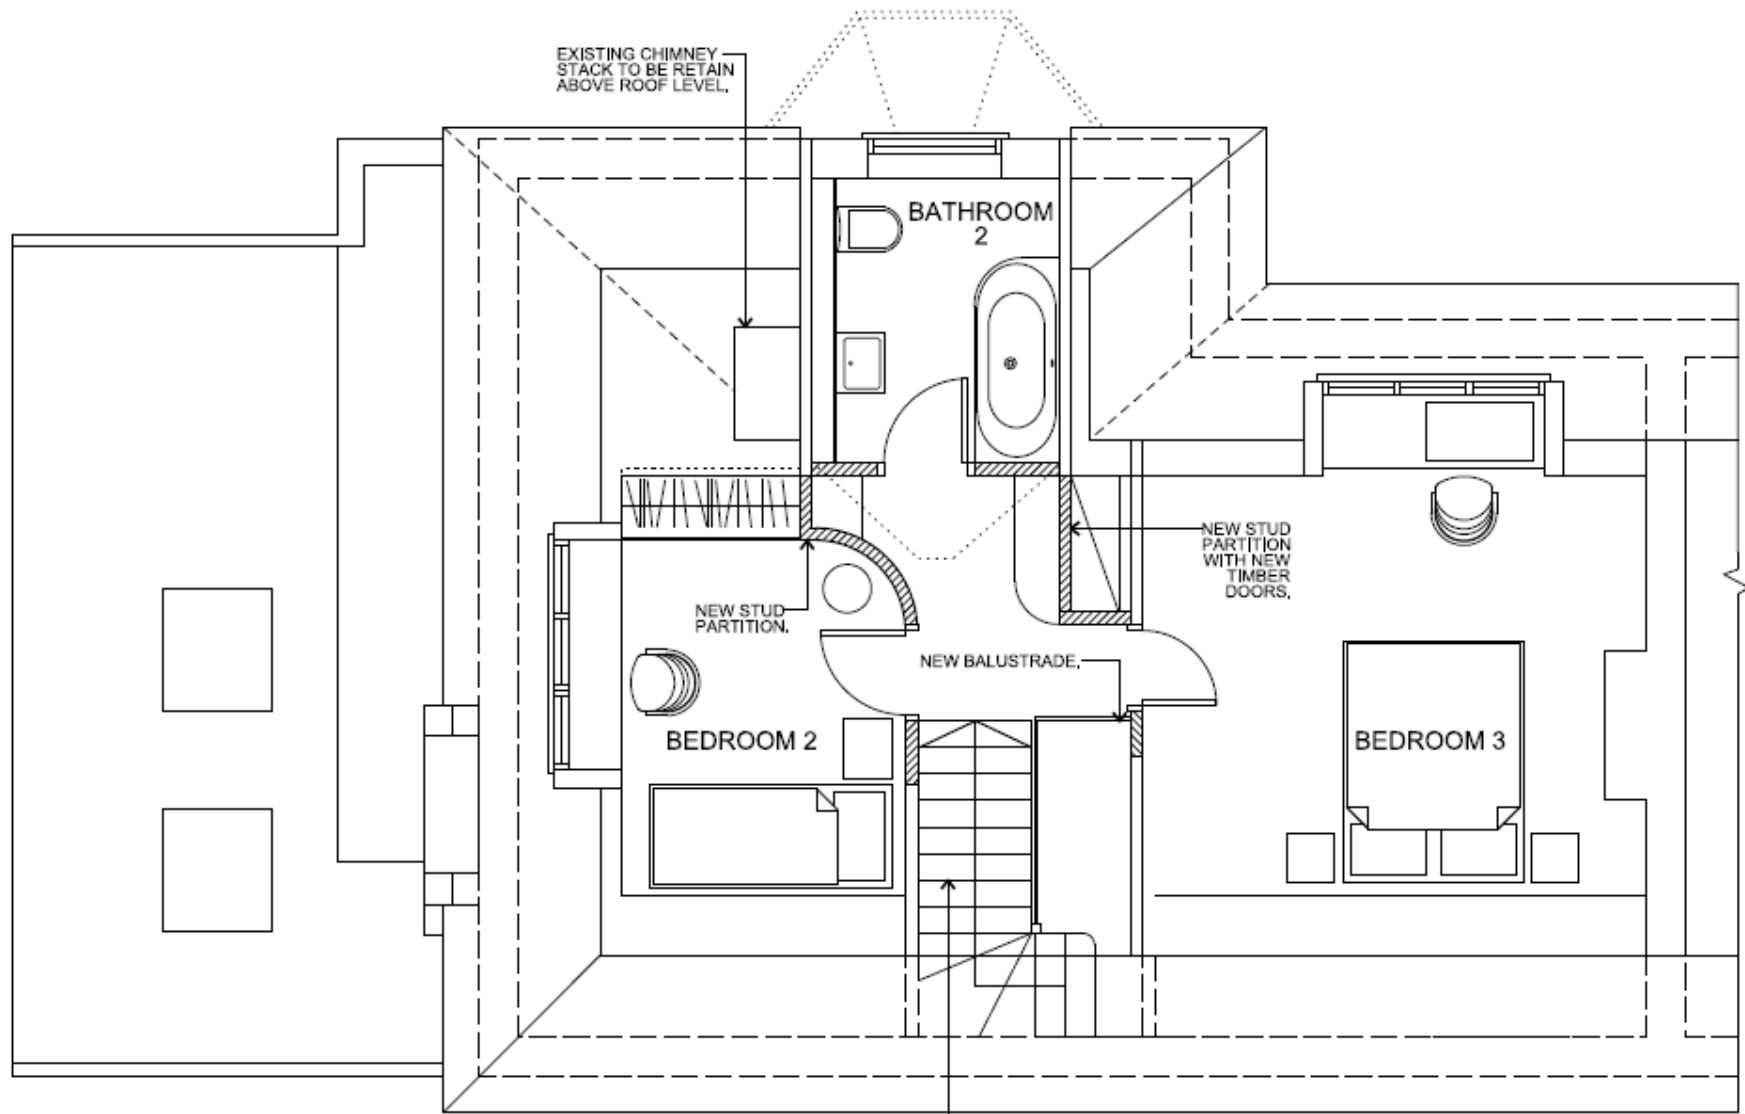 EXISTING CHIMNEY
STACK TO BE RETAIN
ABOVE ROOF LEVEL.
BATHROOM
2
NEW STUD
PARTITION
WITH NEW
TIMBER
DOORS.
NEW STUD
PARTITION.
NEW BALUSTRADE.
BEDROOM 2
BEDROOM 3